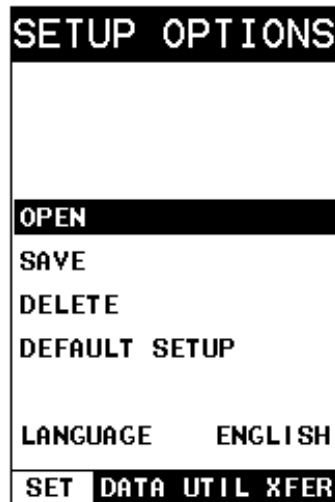 SETUP OPTIONS
OPEN
SAVE
DELETE
DEFAULT SETUP
LANGUAGE ENGLISH
SET DATA UTIL XFER